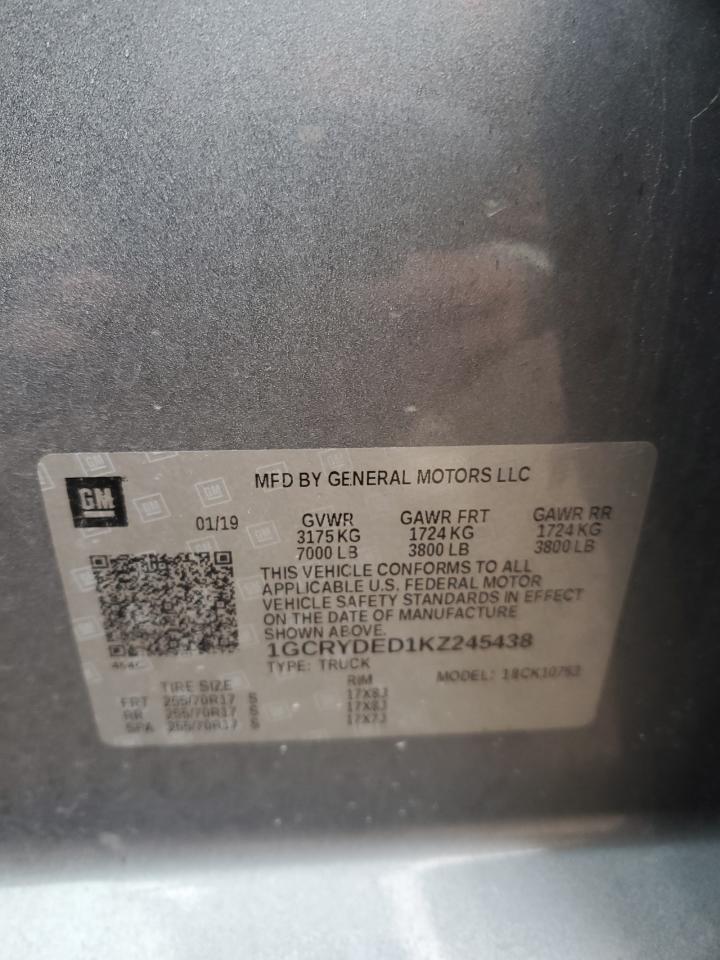 GM
MFD BY GENERAL MOTORS LLC
01/19 GVWR GAWR FRT GAWR RR
3175 KG 1724 KG 1724 KG
7000 LB 3800 LB 3800 LB
THIS VEHICLE CONFORMS TO ALL
APPLICABLE U.S. FEDERAL MOTOR
VEHICLE SAFETY STANDARDS IN EFFECT
ON THE DATE OF MANUFACTURE
SHOWN ABOVE.
1GCRYDED1KZ245438
TYPE: TRUCK MODEL:
TIRE SIZE RIM
FRT 255/70R17 S 17X8J
RR 255/70R17 S 17X8J
SPA 255/70R17 S 17X7J